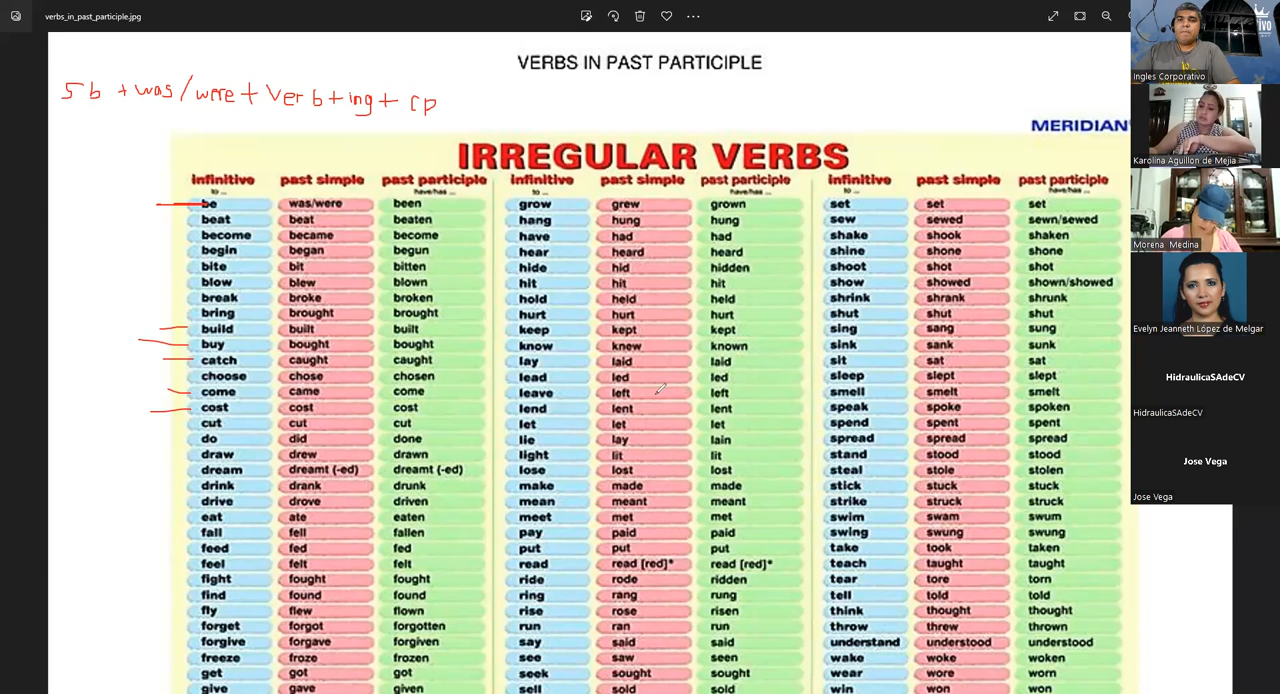 verbs_in_past_participle.jpg
VERBS IN PAST PARTICIPLE
Sb + was/were + Verb + ing + cp
MERIDIAN
IRREGULAR VERBS
infinitive past simple past participle infinitive past simple past participle infinitive past simple past participle
to ... have/has ... to ... have/has ... to ... have/has ...
be was/were been grow grew grown set set set
beat beat beaten hang hung hung sew sewed sewn/sewed
become became become have had had shake shook shaken
begin began begun hear heard heard shine shone shone
bite bit bitten hide hid hidden shoot shot shot
blow blew blown hit hit hit show showed shown/showed
break broke broken hold held held shrink shrank shrunk
bring brought brought hurt hurt hurt shut shut shut
build built built keep kept kept sing sang sung
buy bought bought know knew known sink sank sunk
catch caught caught lay laid laid sit sat sat
choose chose chosen lead led led sleep slept slept
come came come leave left left smell smelt smelt
cost cost cost lend lent lent speak spoke spoken
cut cut cut let let let spend spent spent
do did done lie lay lain spread spread spread
draw drew drawn light lit lit stand stood stood
dream dreamt (-ed) dreamt (-ed) lose lost lost steal stole stolen
drink drank drunk make made made stick stuck stuck
drive drove driven mean meant meant strike struck struck
eat ate eaten meet met met swim swam swum
fall fell fallen pay paid paid swing swung swung
feed fed fed put put put take took taken
feel felt felt read read [red]* read [red]* teach taught taught
fight fought fought ride rode ridden tear tore torn
find found found ring rang rung tell told told
fly flew flown rise rose risen think thought thought
forget forgot forgotten run ran run throw threw thrown
forgive forgave forgiven say said said understand understood understood
freeze froze frozen see saw seen wake woke woken
get got got seek sought sought wear wore worn
give gave given sell sold sold win won won
Ingles Corporativo
Karolina Aguillon de Mejia
Morena Medina
Evelyn Jeanneth López de Melgar
HidraulicaSAdeCV
HidraulicaSAdeCV
Jose Vega
Jose Vega